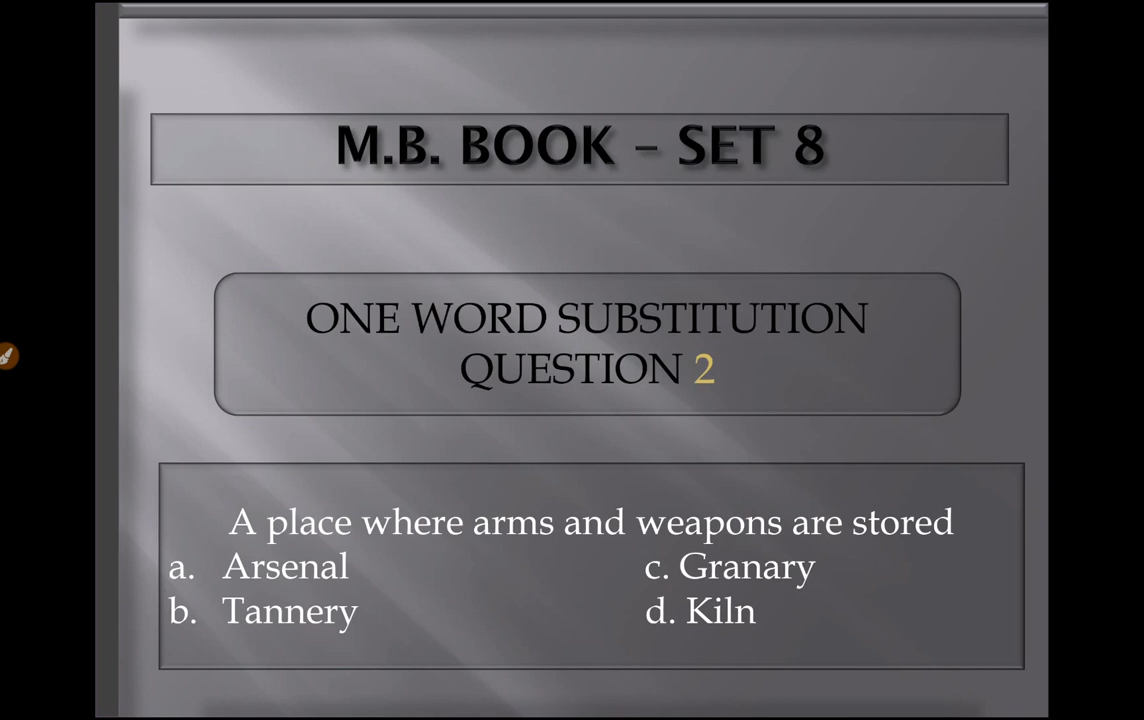 M.B. BOOK – SET 8
ONE WORD SUBSTITUTION
QUESTION 2
A place where arms and weapons are stored
a. Arsenal c. Granary
b. Tannery d. Kiln